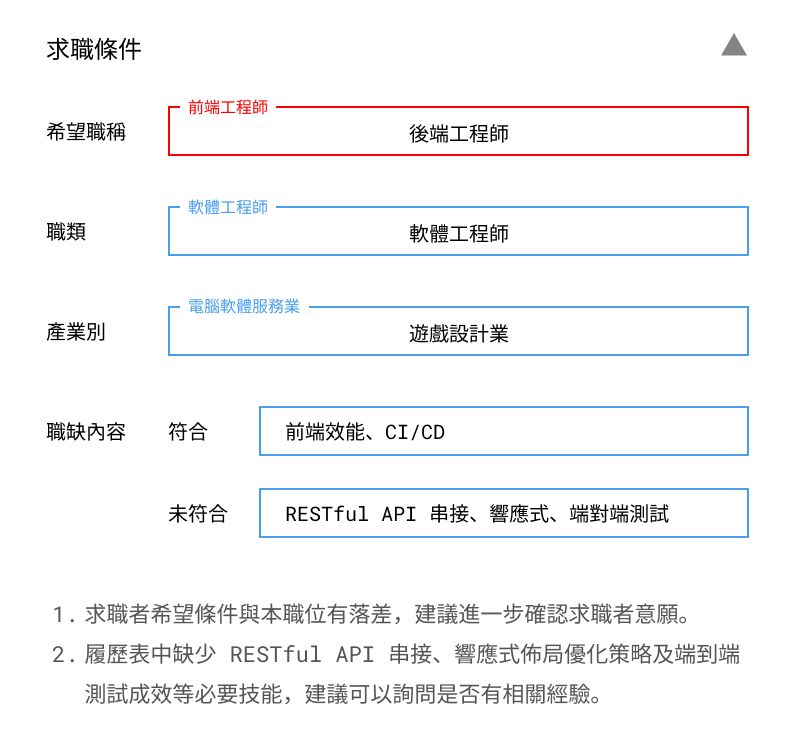 求職條件
前端工程師
希望職稱
後端工程師
軟體工程師
職類
軟體工程師
電腦軟體服務業
產業別
遊戲設計業
職缺內容
符合
前端效能、CI/CD
未符合
RESTful API 串接、響應式、端對端測試
1. 求職者希望條件與本職位有落差，建議進一步確認求職者意願。
2. 履歷表中缺少 RESTful API 串接、響應式佈局優化策略及端到端
測試成效等必要技能，建議可以詢問是否有相關經驗。